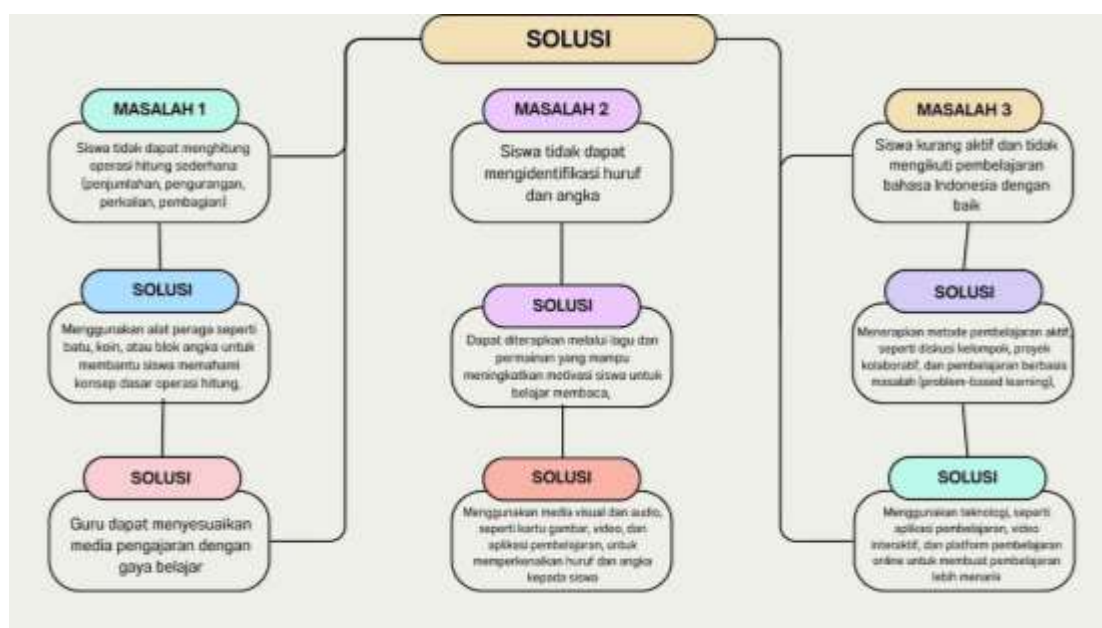 SOLUSI
MASALAH 1
Siswa tidak dapat menghitung
operasi hitung sederhana
(penjumlahan, pengurangan,
perkalian, pembagian)
SOLUSI
Menggunakan alat peraga seperti
batu, koin, atau blok angka untuk
membantu siswa memahami
konsep dasar operasi hitung,
SOLUSI
Guru dapat menyesuaikan
media pengajaran dengan
gaya belajar
MASALAH 2
Siswa tidak dapat
mengidentifikasi huruf
dan angka
SOLUSI
Dapat diterapkan melalui lagu dan
permainan yang mampu
meningkatkan motivasi siswa untuk
belajar membaca,
SOLUSI
Menggunakan media visual dan audio,
seperti kartu gambar, video, dan
aplikasi pembelajaran, untuk
memperkenalkan huruf dan angka
kepada siswa
MASALAH 3
Siswa kurang aktif dan tidak
mengikuti pembelajaran
bahasa Indonesia dengan
baik
SOLUSI
Menerapkan metode pembelajaran aktif,
seperti diskusi kelompok, proyek
kolaboratif, dan pembelajaran berbasis
masalah (problem-based learning),
SOLUSI
Menggunakan teknologi, seperti
aplikasi pembelajaran, video
interaktif, dan platform pembelajaran
online untuk membuat pembelajaran
lebih menarik